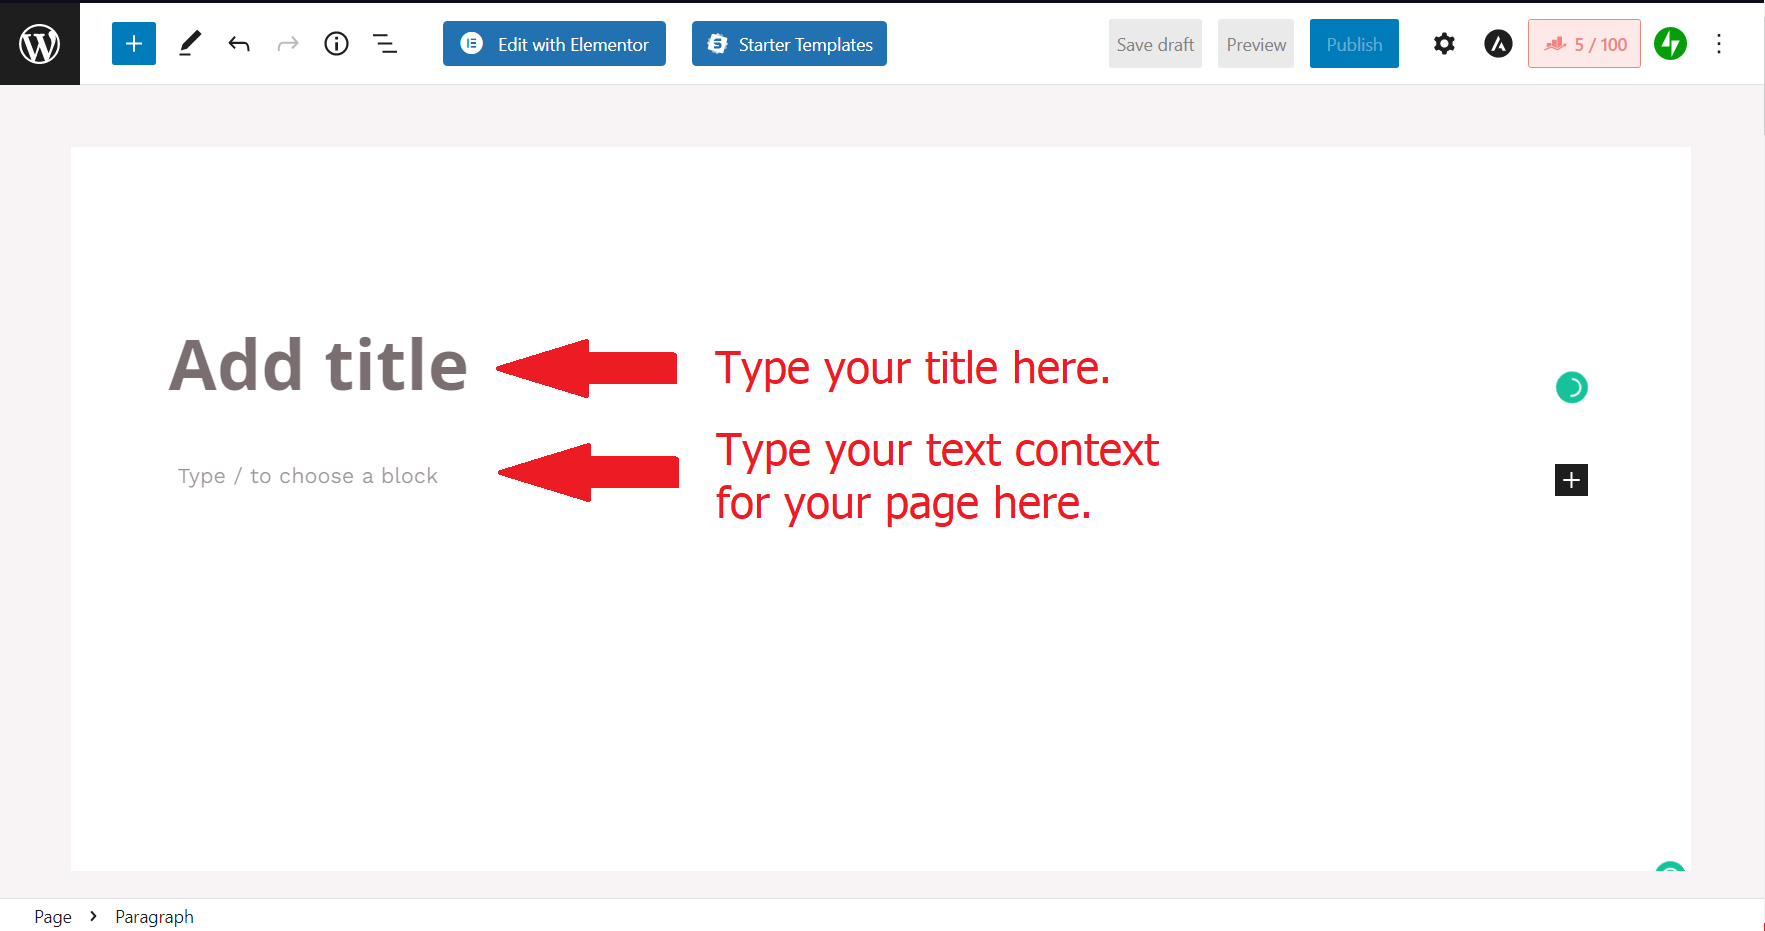 Edit with Elementor
Starter Templates
Save draft
Preview
Publish
5 / 100
Add title
Type your title here.
Type / to choose a block
Type your text context
for your page here.
Page
Paragraph